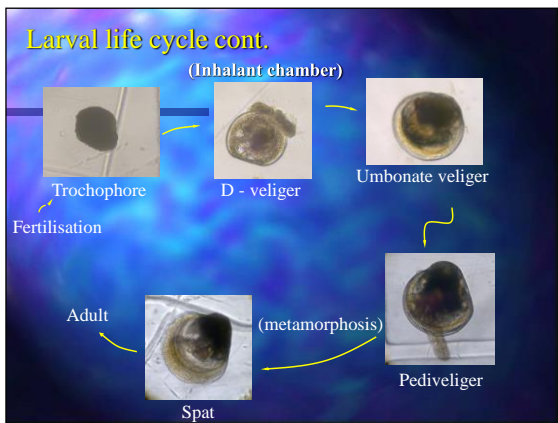 Larval life cycle cont.
(Inhalant chamber)
Trochophore
D - veliger
Umbonate veliger
Fertilisation
Adult
(metamorphosis)
Pediveliger
Spat